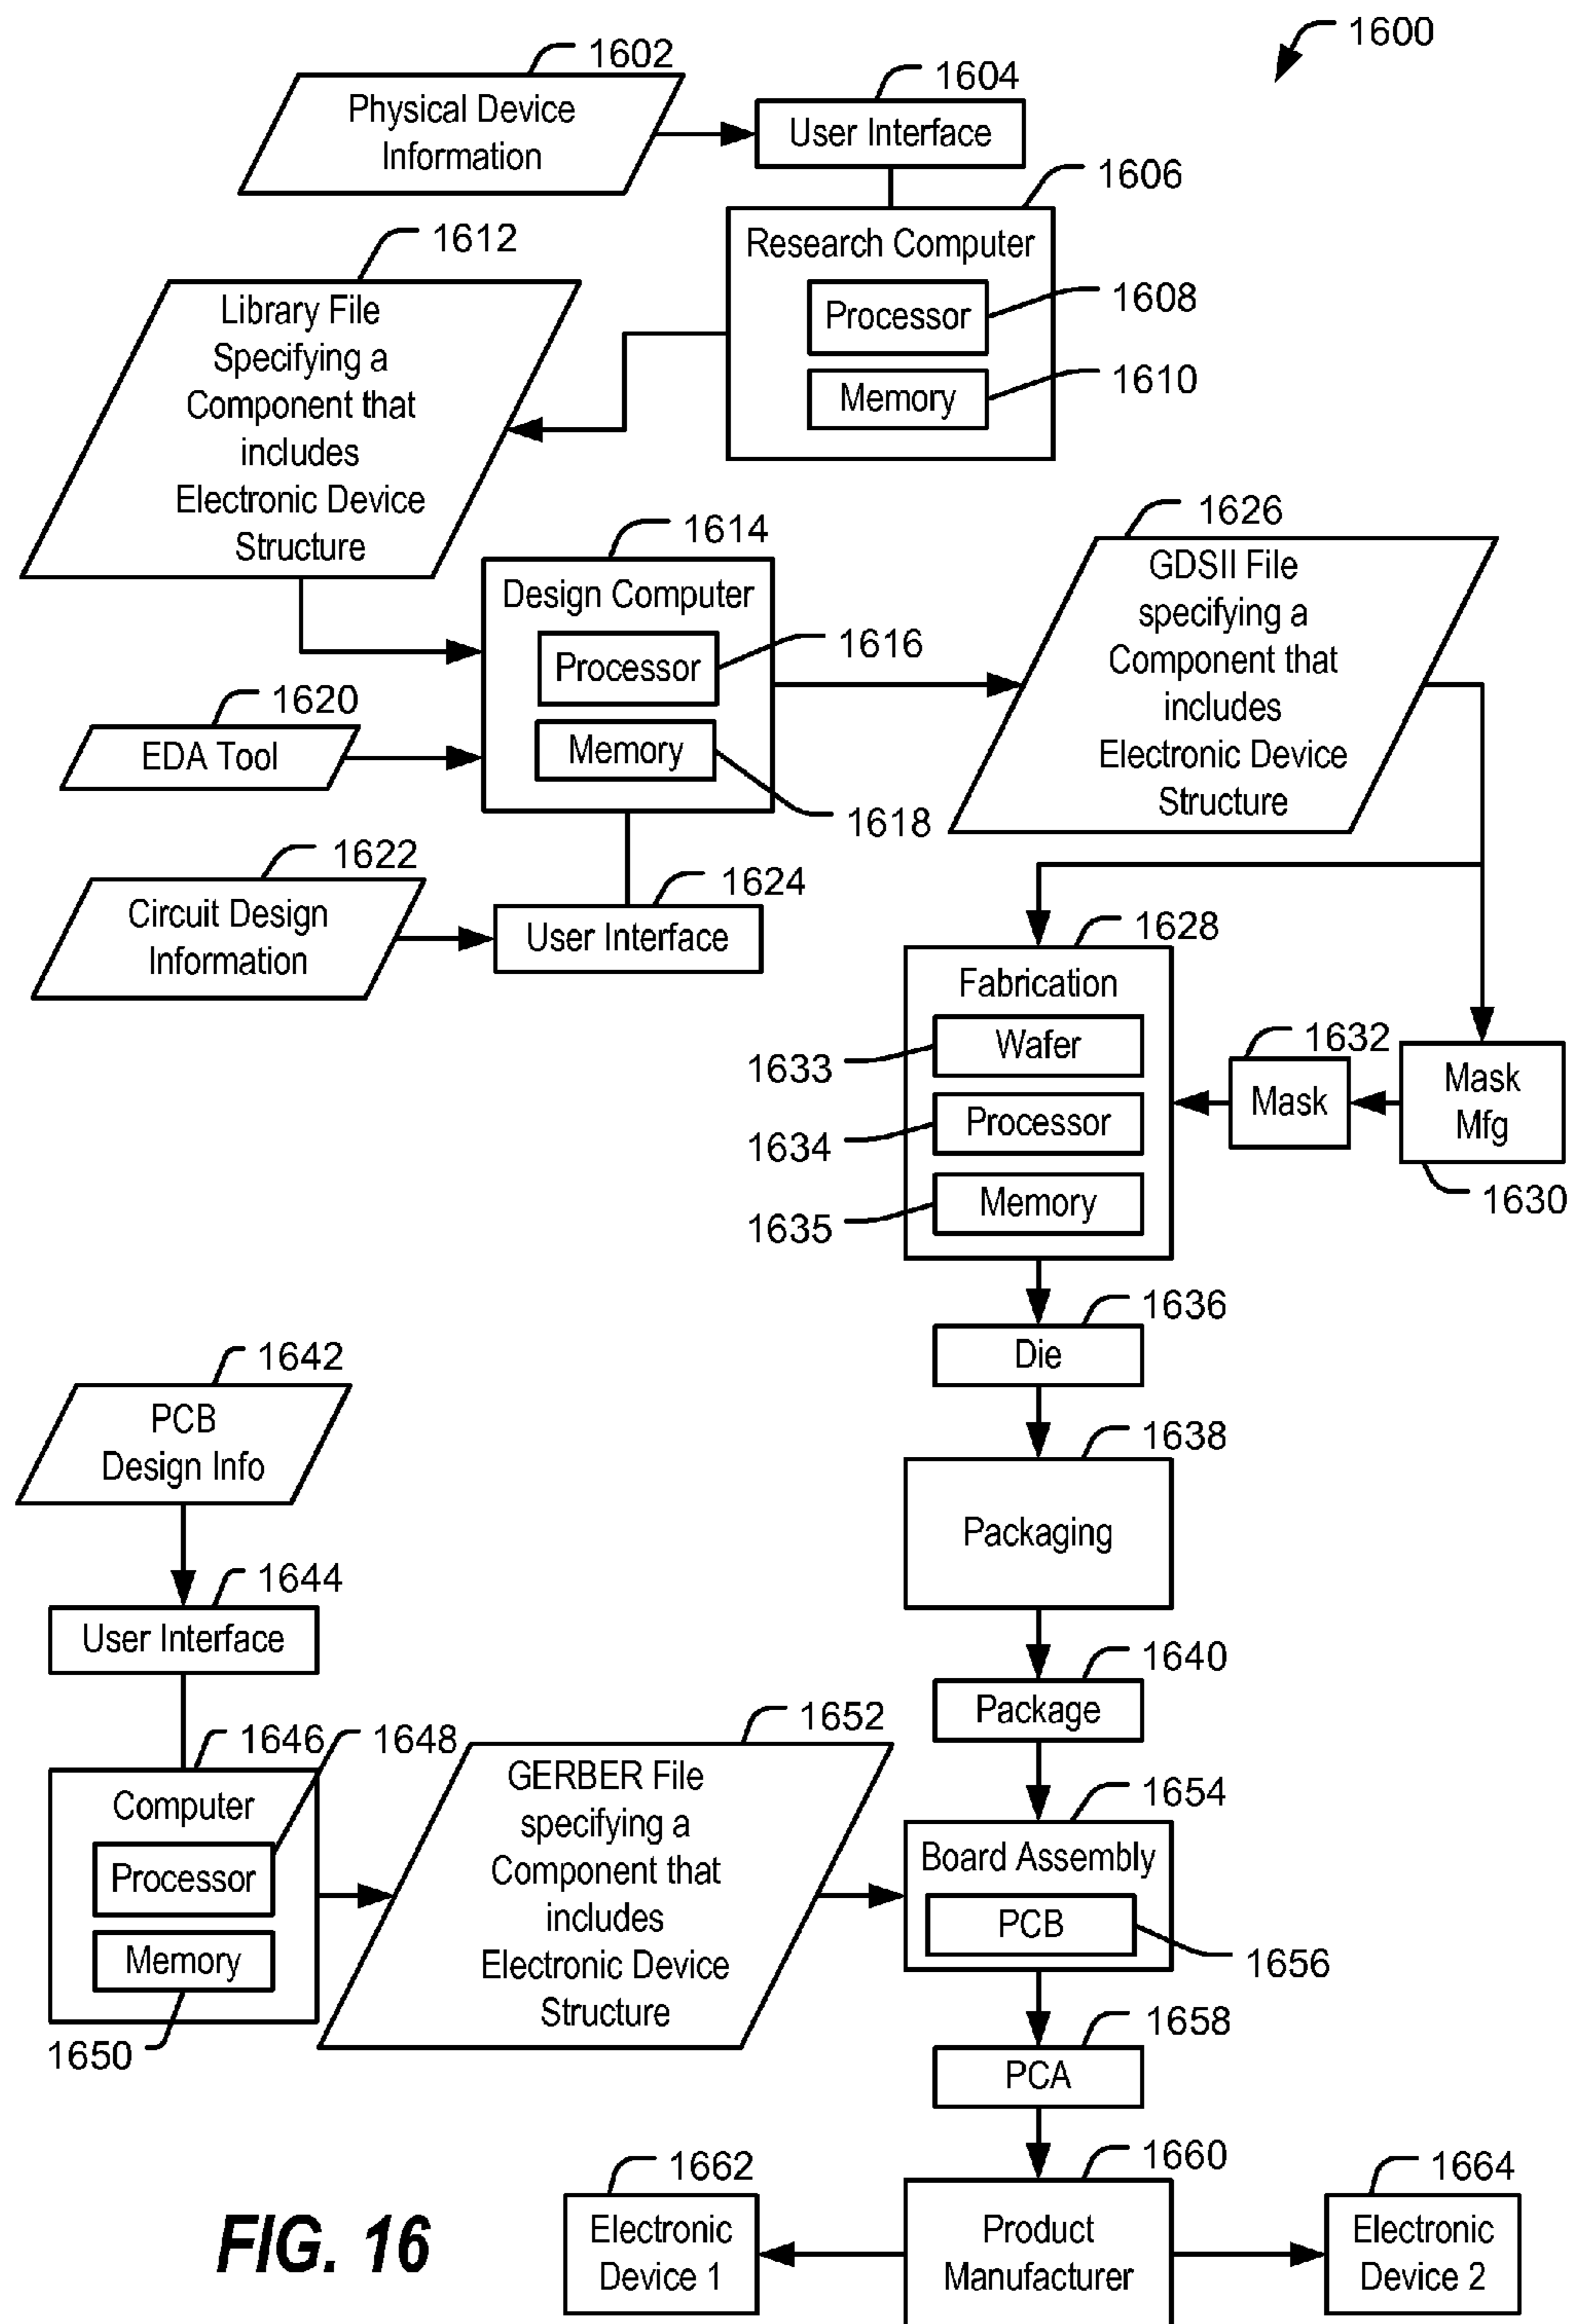 1600
1602
Physical Device
Information
1604
User Interface
1606
Research Computer
Processor
1608
Memory
1610
1612
Library File
Specifying a
Component that
includes
Electronic Device
Structure
1614
Design Computer
Processor
1616
Memory
1618
1620
EDA Tool
1622
Circuit Design
Information
1624
User Interface
1626
GDSII File
specifying a
Component that
includes
Electronic Device
Structure
1628
Fabrication
Wafer
1633
Processor
1634
Memory
1635
1632
Mask
Mask
Mfg
1630
1636
Die
1638
Packaging
1640
Package
1642
PCB
Design Info
1644
User Interface
1646
1648
Computer
Processor
Memory
1650
1652
GERBER File
specifying a
Component that
includes
Electronic Device
Structure
1654
Board Assembly
PCB
1656
1658
PCA
1660
Product
Manufacturer
1662
Electronic
Device 1
1664
Electronic
Device 2
FIG. 16